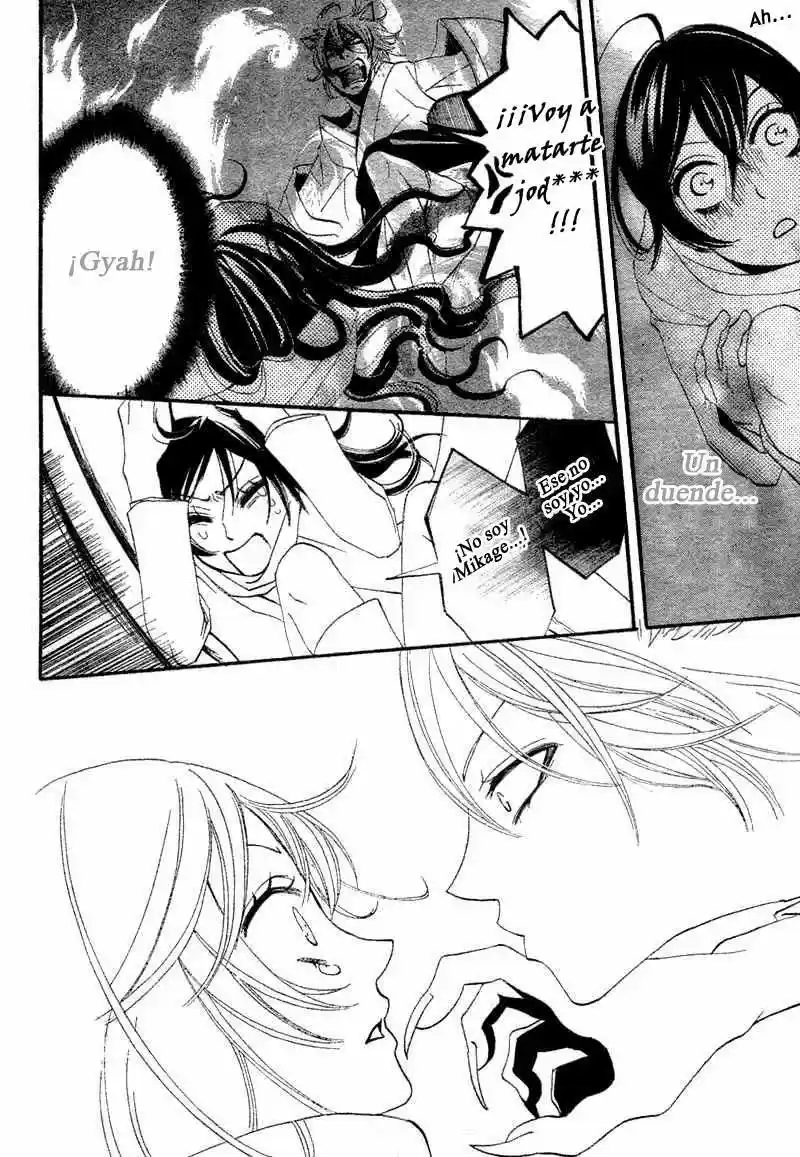 Ah...
¡¡¡Voy a
matarte
jod***
!!!
¡Gyah!
Un
duende...
Ese no
soy yo...
Yo...
¡No soy
Mikage...!